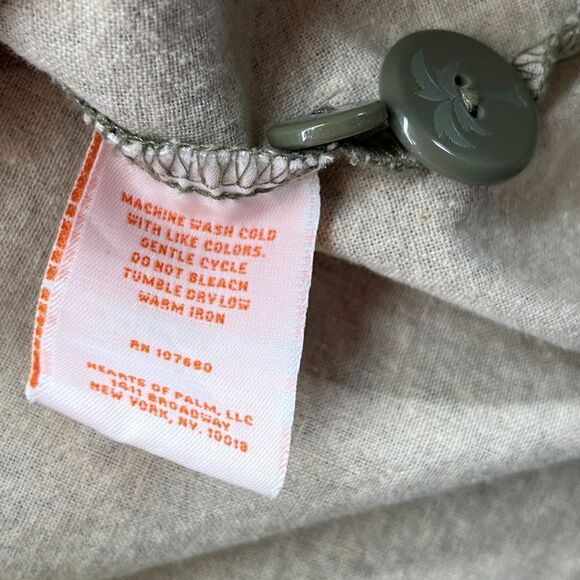 MACHINE WASH COLD
WITH LIKE COLORS.
GENTLE CYCLE
DO NOT BLEACH
TUMBLE DRY LOW
WARM IRON
RN 107680
HEARTS OF PALM, LLC
1411 BROADWAY
NEW YORK, NY. 10018